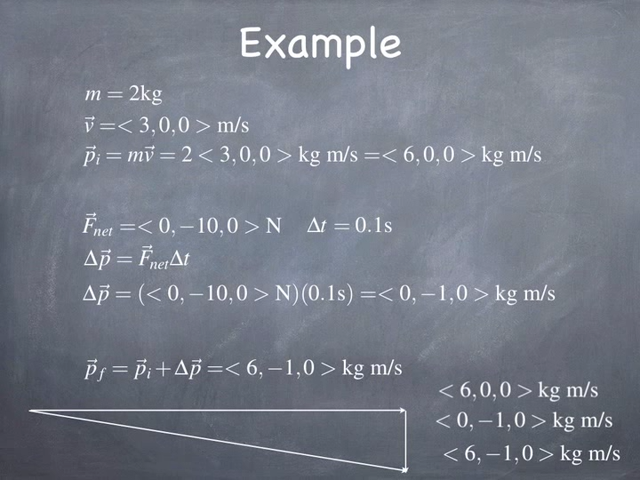 Example
m = 2kg
v⃗ =< 3,0,0 > m/s
p⃗ᵢ = mv⃗ = 2 < 3,0,0 > kg m/s =< 6,0,0 > kg m/s
F⃗net =< 0,−10,0 > N Δt = 0.1s
Δp⃗ = F⃗netΔt
Δp⃗ = (< 0,−10,0 > N)(0.1s) =< 0,−1,0 > kg m/s
p⃗f = p⃗ᵢ + Δp⃗ =< 6,−1,0 > kg m/s
< 6,0,0 > kg m/s
< 0,−1,0 > kg m/s
< 6,−1,0 > kg m/s